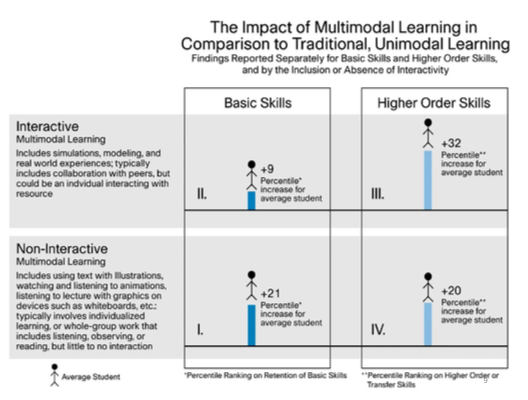 The Impact of Multimodal Learning in
Comparison to Traditional, Unimodal Learning
Findings Reported Separately for Basic Skills and Higher Order Skills,
and by the Inclusion or Absence of Interactivity
Basic Skills
Higher Order Skills
Interactive
Multimodal Learning
Includes simulations, modeling, and
real world experiences; typically
includes collaboration with peers, but
could be an indvidual interacting with
resource
II.
+9
Percentile*
increase for
average student
III.
+32
Percentile**
increase for
average student
Non-Interactive
Multimodal Learning
Includes using text with Illustrations,
watching and listening to animations,
listening to lecture with graphics on
devices such as whiteboards, etc.:
typically involves individualized
learning, or whole-group work that
includes listening, observing, or
reading, but little to no interaction
I.
+21
Percentile*
increase for
average student
IV.
+20
Percentile**
increase for
average student
Average Student
*Percentile Ranking on Retention of Basic Skills
**Percentile Ranking on Higher Order or
Transfer Skills